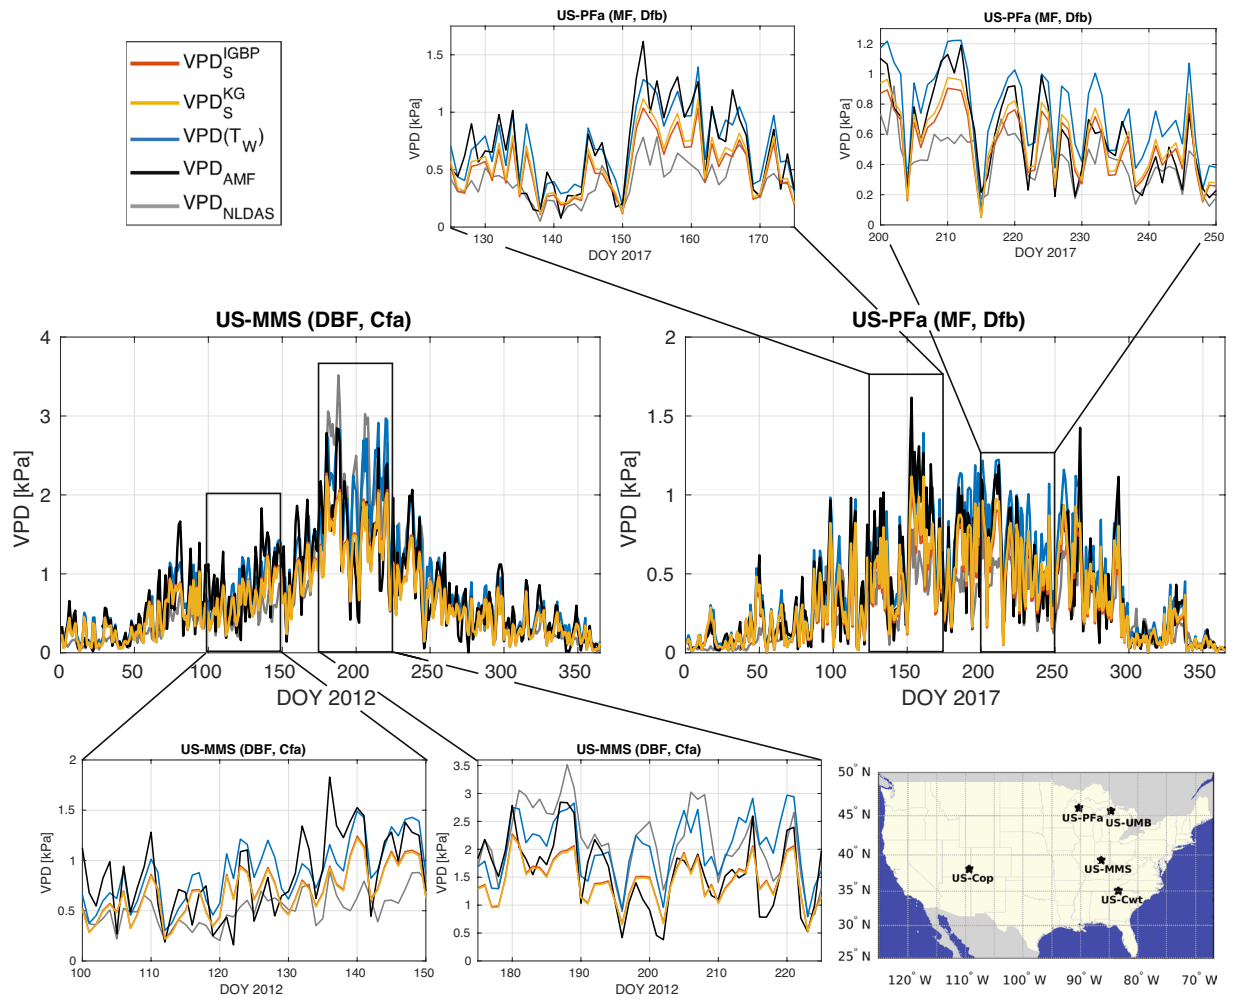 US-PFa (MF, Dfb)
VPD [kPa]
1.5
1
0.5
0
130
140
150
160
170
DOY 2017
US-PFa (MF, Dfb)
VPD [kPa]
1.2
1
0.8
0.6
0.4
0.2
0
200
210
220
230
240
250
DOY 2017
VPD_S^IGBP
VPD_S^KG
VPD(T_W)
VPD_AMF
VPD_NLDAS
US-MMS (DBF, Cfa)
VPD [kPa]
4
3
2
1
0
0
50
100
150
200
250
300
350
DOY 2012
US-PFa (MF, Dfb)
VPD [kPa]
2
1.5
1
0.5
0
0
50
100
150
200
250
300
350
DOY 2017
US-MMS (DBF, Cfa)
VPD [kPa]
2
1.5
1
0.5
0
100
110
120
130
140
150
DOY 2012
US-MMS (DBF, Cfa)
VPD [kPa]
3.5
3
2.5
2
1.5
1
0.5
0
180
190
200
210
220
DOY 2012
50° N
45° N
40° N
35° N
30° N
25° N
US-PFa
US-UMB
US-MMS
US-Cop
US-Cwt
120° W
110° W
100° W
90° W
80° W
70° W